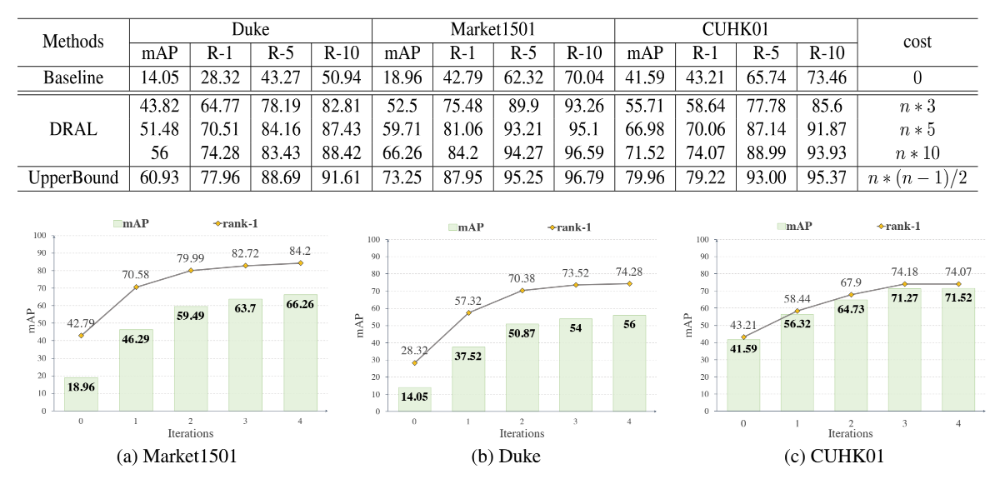 Methods Duke Market1501 CUHK01 cost
mAP R-1 R-5 R-10 mAP R-1 R-5 R-10 mAP R-1 R-5 R-10
Baseline 14.05 28.32 43.27 50.94 18.96 42.79 62.32 70.04 41.59 43.21 65.74 73.46 0
43.82 64.77 78.19 82.81 52.5 75.48 89.9 93.26 55.71 58.64 77.78 85.6 n * 3
DRAL 51.48 70.51 84.16 87.43 59.71 81.06 93.21 95.1 66.98 70.06 87.14 91.87 n * 5
56 74.28 83.43 88.42 66.26 84.2 94.27 96.59 71.52 74.07 88.99 93.93 n * 10
UpperBound 60.93 77.96 88.69 91.61 73.25 87.95 95.25 96.79 79.96 79.22 93.00 95.37 n * (n − 1)/2
mAP rank-1
100
90
80
70
60
50
40
30
20
10
0
mAP
42.79 70.58 79.99 82.72 84.2
18.96 46.29 59.49 63.7 66.26
0 1 2 3 4
Iterations
(a) Market1501
mAP rank-1
100
90
80
70
60
50
40
30
20
10
0
mAP
28.32 57.32 70.38 73.52 74.28
14.05 37.52 50.87 54 56
0 1 2 3 4
Iterations
(b) Duke
mAP rank-1
100
90
80
70
60
50
40
30
20
10
0
mAP
43.21 58.44 67.9 74.18 74.07
41.59 56.32 64.73 71.27 71.52
0 1 2 3 4
Iterations
(c) CUHK01